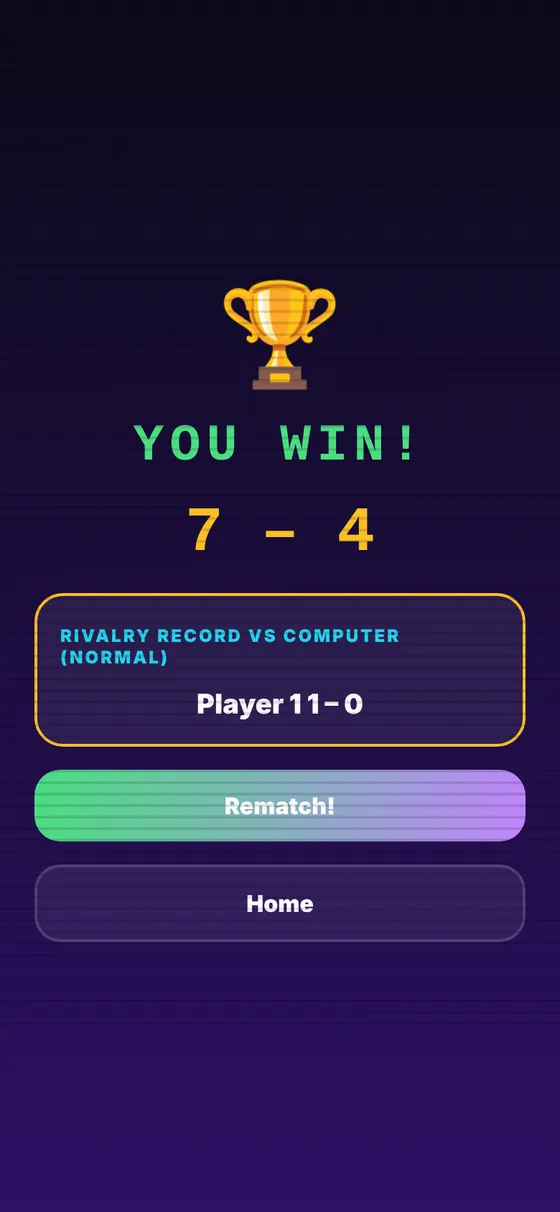 YOU WIN!
7 – 4
RIVALRY RECORD VS COMPUTER
(NORMAL)
Player 1 1 – 0
Rematch!
Home